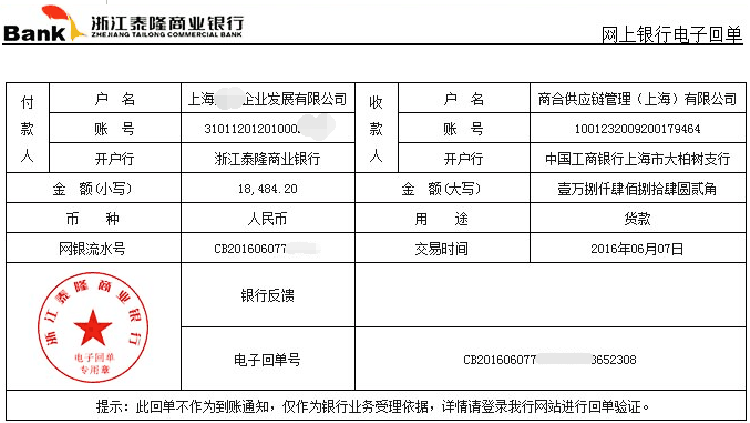 Bank 浙江泰隆商业银行
ZHEJIANG TAILONG COMMERCIAL BANK
网上银行电子回单
付款人 户 名 上海 企业发展有限公司 收款人 户 名 商合供应链管理（上海）有限公司
账 号 31011201201000. 账 号 1001232009200179464
开户行 浙江泰隆商业银行 开户行 中国工商银行上海市大柏树支行
金 额(小写) 18,484.20 金 额(大写) 壹万捌仟肆佰捌拾肆圆贰角
币 种 人民币 用 途 货款
网银流水号 CB201606077 交易时间 2016年06月07日
浙江泰隆商业银行
电子回单
专用章
银行反馈
电子回单号 CB201606077 3652308
提示：此回单不作为到账通知，仅作为银行业务受理依据，详情请登录我行网站进行回单验证。